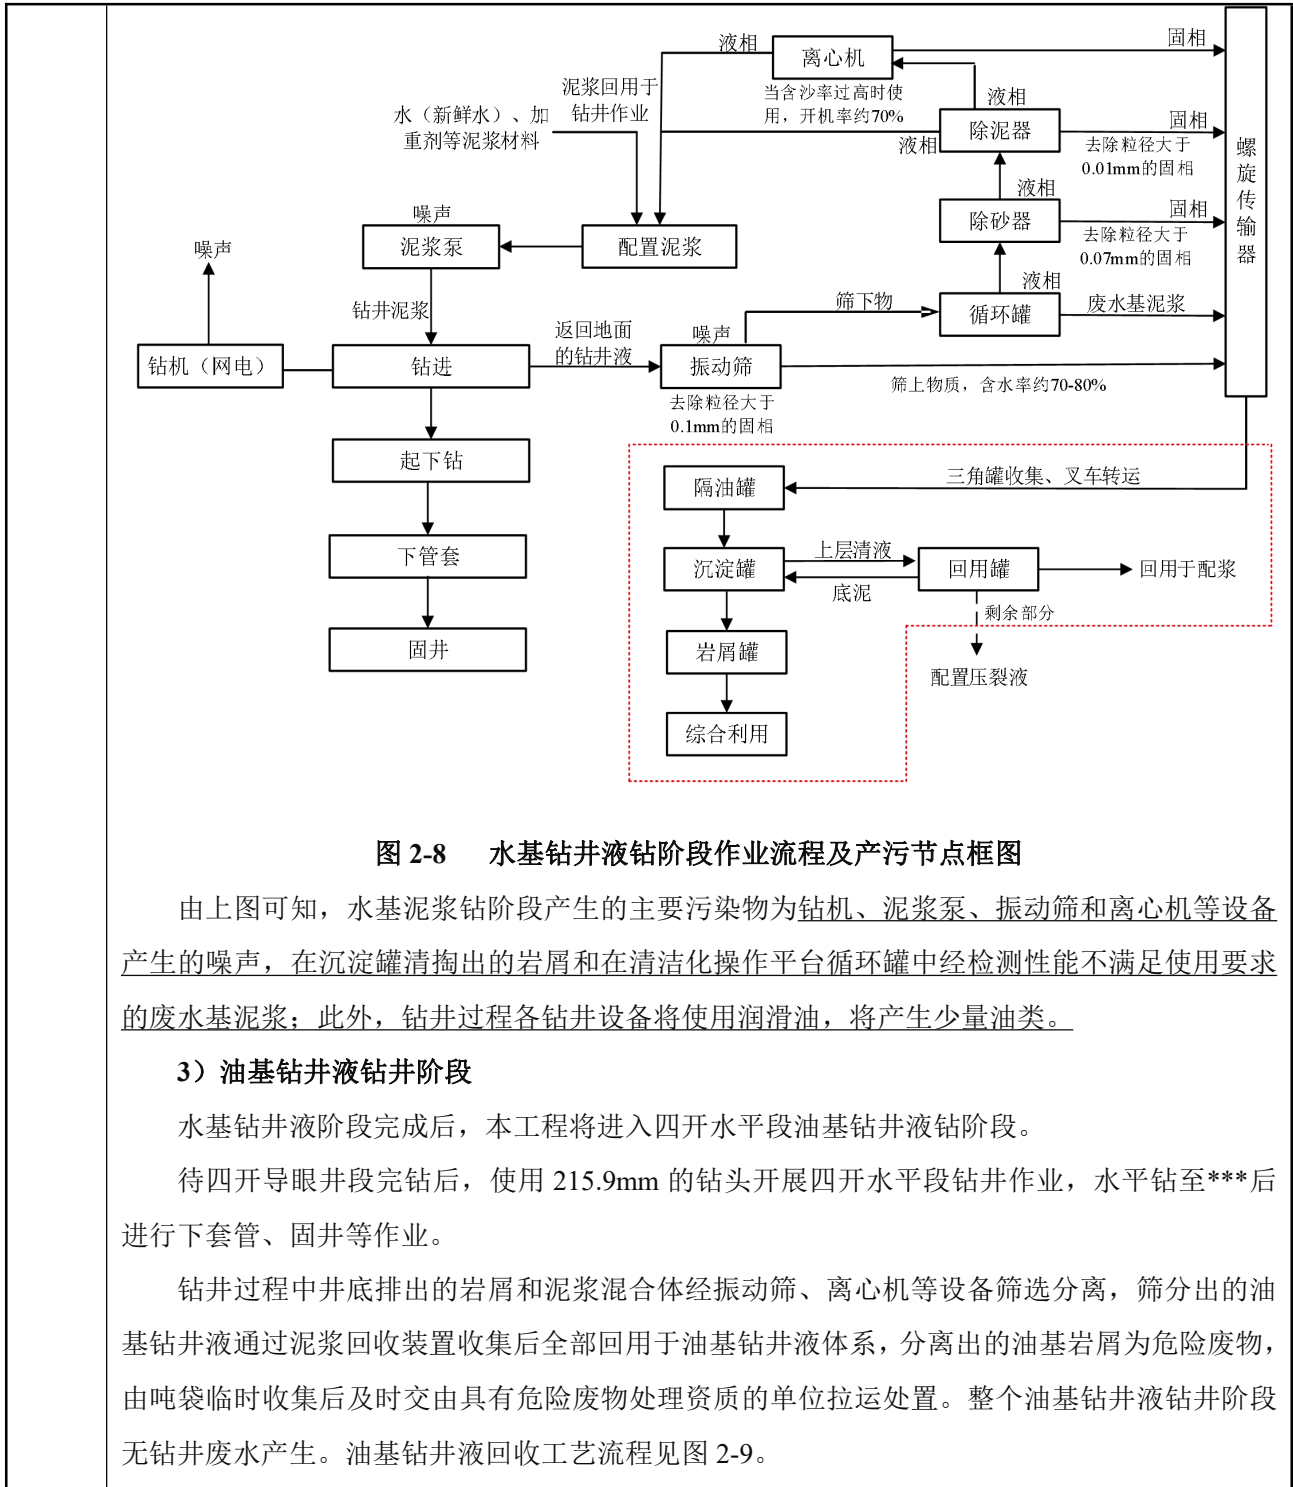 液相
离心机
固相
当含沙率过高时使
用，开机率约70%
泥浆回用于
钻井作业
水（新鲜水）、加
重剂等泥浆材料
液相
除泥器
液相
固相
去除粒径大于
0.01mm的固相
螺旋传输器
液相
除砂器
固相
去除粒径大于
0.07mm的固相
噪声
泥浆泵
配置泥浆
噪声
钻井泥浆
液相
筛下物
循环罐
废水基泥浆
返回地面
的钻井液
噪声
钻机（网电）
钻进
振动筛
筛上物质，含水率约70-80%
去除粒径大于
0.1mm的固相
起下钻
隔油罐
三角罐收集、叉车转运
下管套
沉淀罐
上层清液
底泥
回用罐
回用于配浆
剩余部分
固井
岩屑罐
配置压裂液
综合利用
图 2-8 水基钻井液钻阶段作业流程及产污节点框图
由上图可知，水基泥浆钻阶段产生的主要污染物为钻机、泥浆泵、振动筛和离心机等设备
产生的噪声，在沉淀罐清掏出的岩屑和在清洁化操作平台循环罐中经检测性能不满足使用要求
的废水基泥浆；此外，钻井过程各钻井设备将使用润滑油，将产生少量油类。
3）油基钻井液钻井阶段
水基钻井液阶段完成后，本工程将进入四开水平段油基钻井液钻阶段。
待四开导眼井段完钻后，使用 215.9mm 的钻头开展四开水平段钻井作业，水平钻至***后
进行下套管、固井等作业。
钻井过程中井底排出的岩屑和泥浆混合体经振动筛、离心机等设备筛选分离，筛分出的油
基钻井液通过泥浆回收装置收集后全部回用于油基钻井液体系，分离出的油基岩屑为危险废物，
由吨袋临时收集后及时交由具有危险废物处理资质的单位拉运处置。整个油基钻井液钻井阶段
无钻井废水产生。油基钻井液回收工艺流程见图 2-9。